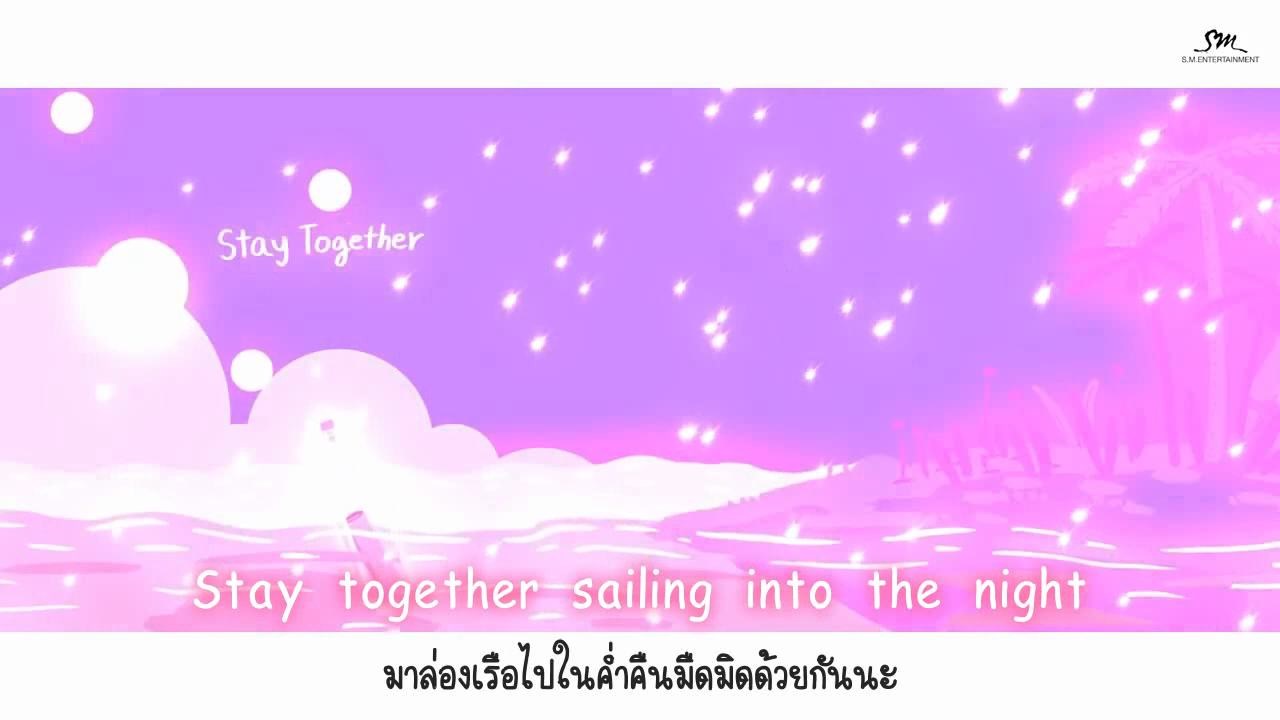 SM
S.M.ENTERTAINMENT
Stay Together
Stay together sailing into the night
มาล่องเรือไปในค่ำคืนมืดมิดด้วยกันนะ